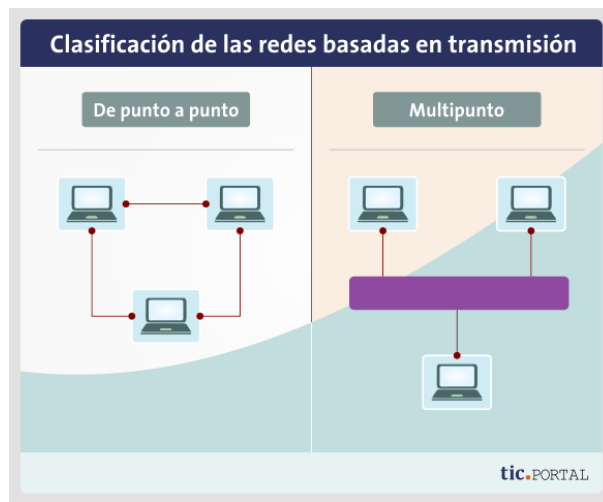 Clasificación de las redes basadas en transmisión
De punto a punto
Multipunto
tic.PORTAL